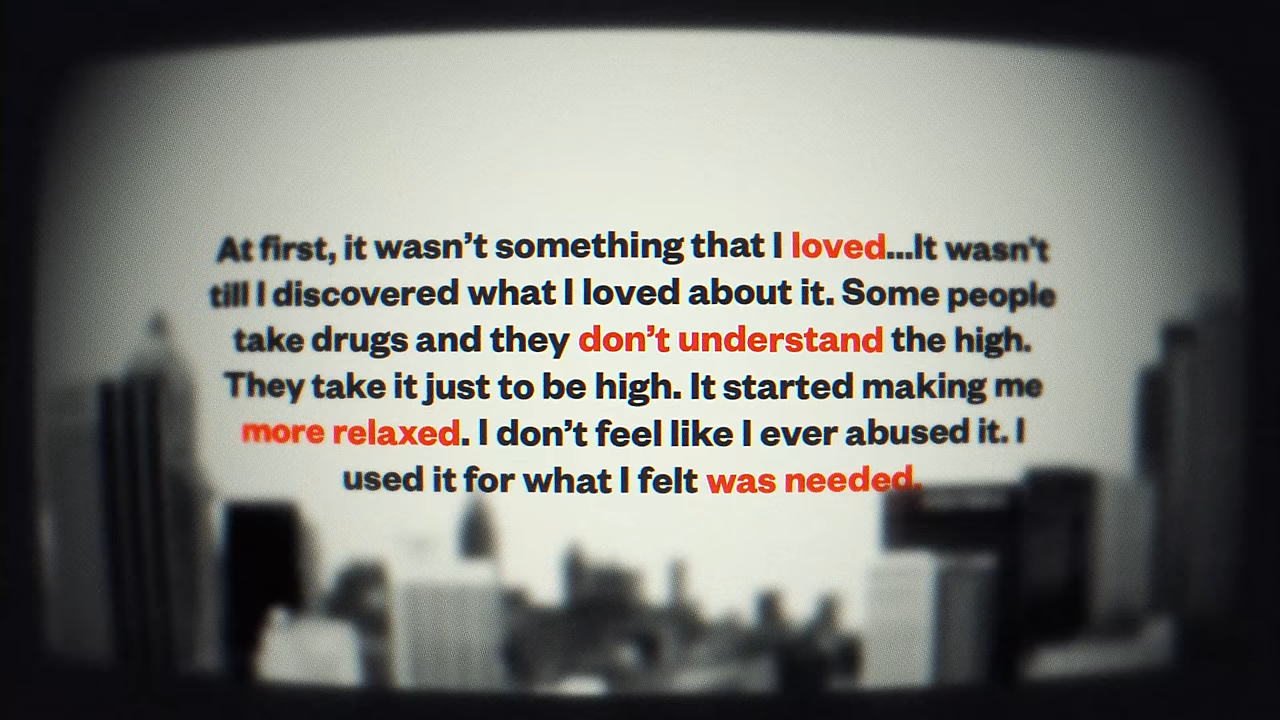 At first, it wasn’t something that I loved...It wasn’t
till I discovered what I loved about it. Some people
take drugs and they don’t understand the high.
They take it just to be high. It started making me
more relaxed. I don’t feel like I ever abused it. I
used it for what I felt was needed.